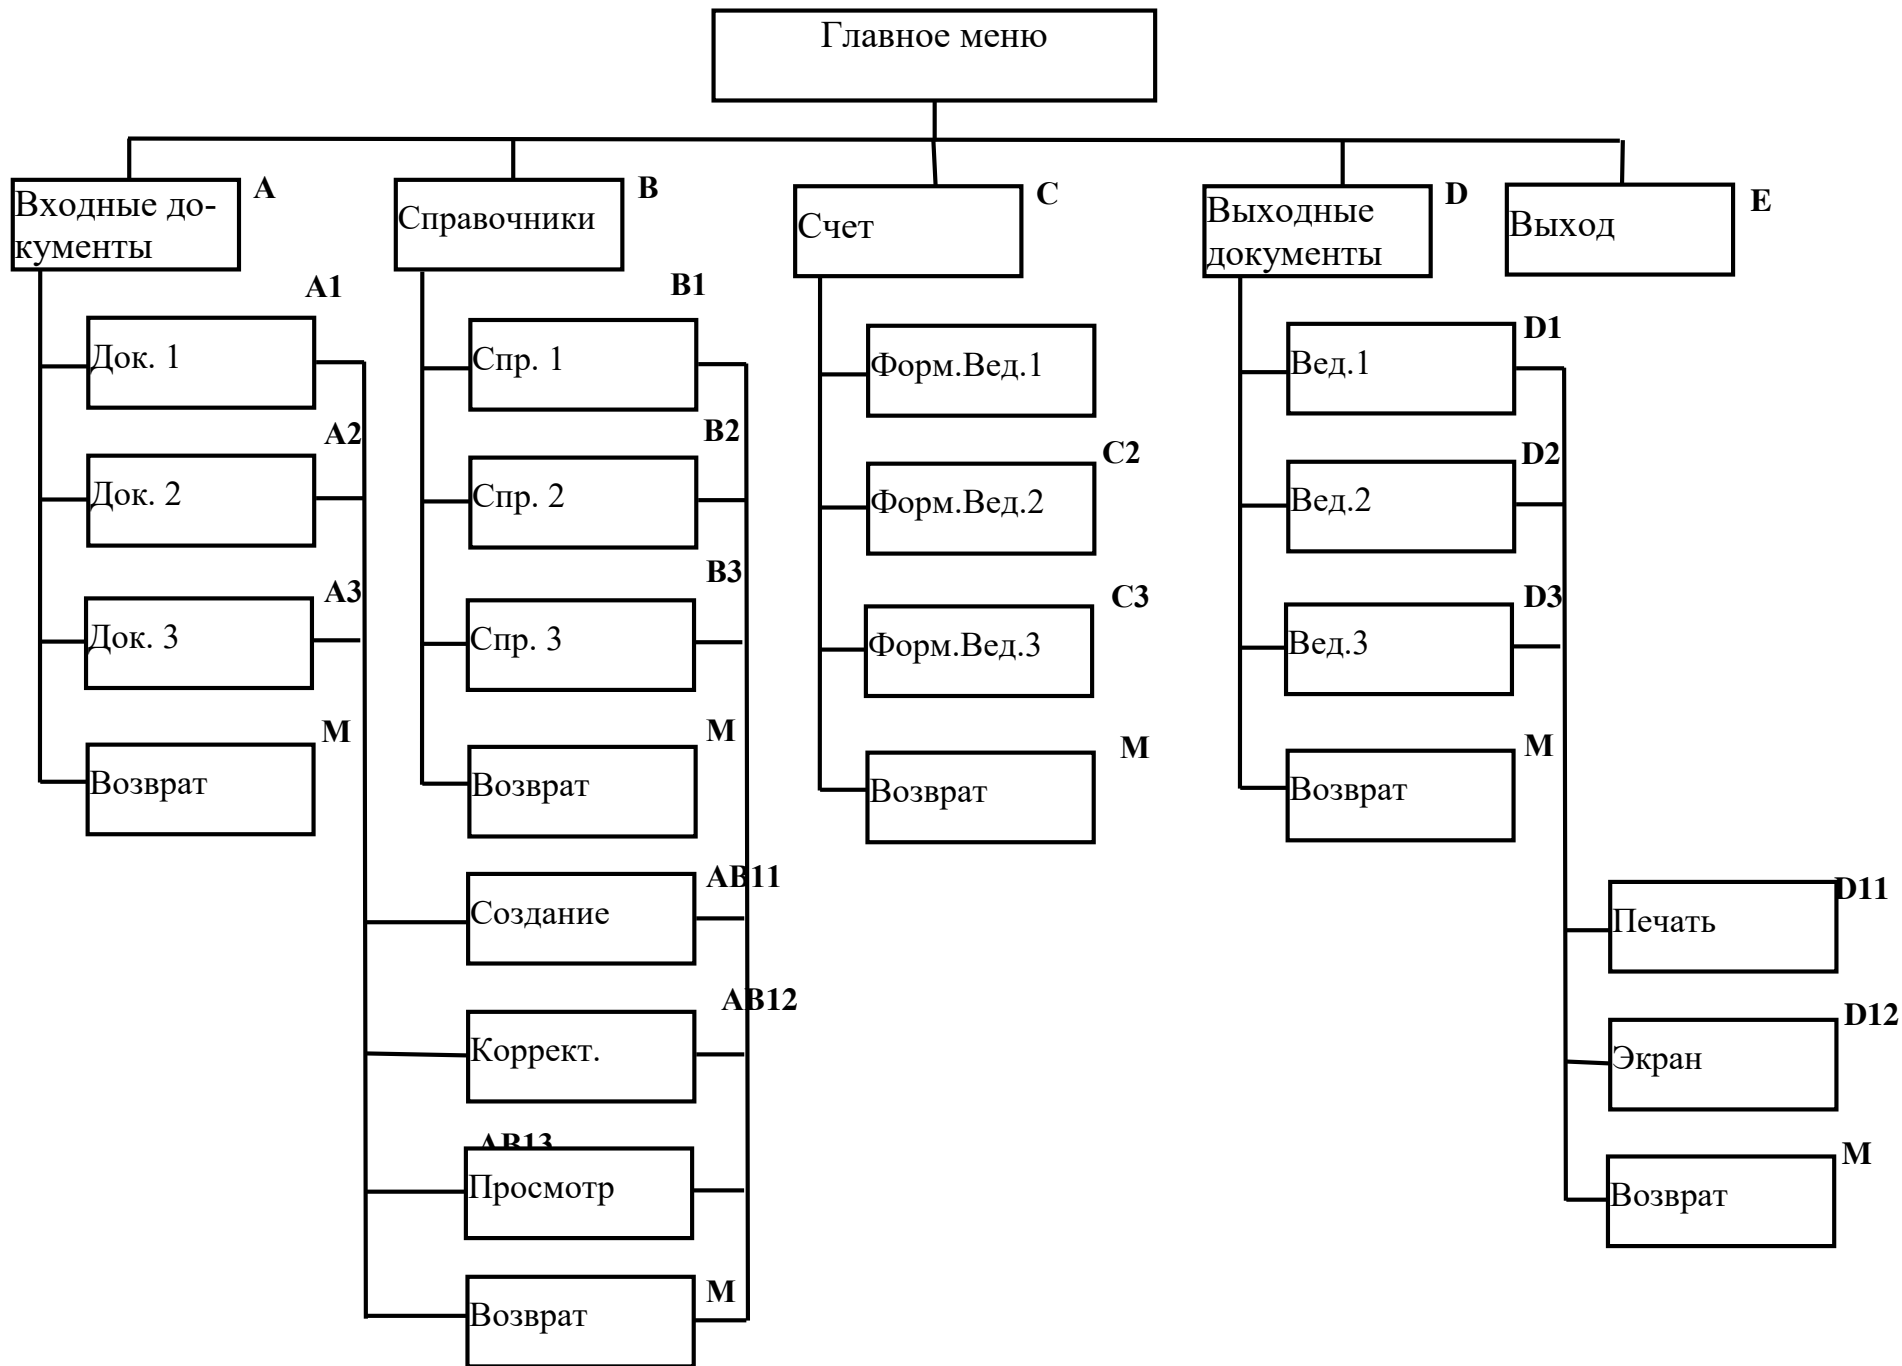 Главное меню
Входные до-
кументы
A
Справочники
B
Счет
C
Выходные
документы
D
Выход
E
A1
Док. 1
B1
Спр. 1
Форм.Вед.1
D1
Вед.1
A2
Док. 2
B2
Спр. 2
C2
Форм.Вед.2
D2
Вед.2
A3
Док. 3
B3
Спр. 3
C3
Форм.Вед.3
D3
Вед.3
M
Возврат
M
Возврат
M
Возврат
M
Возврат
AB11
Создание
D11
Печать
AB12
Коррект.
D12
Экран
AB13
Просмотр
M
Возврат
M
Возврат